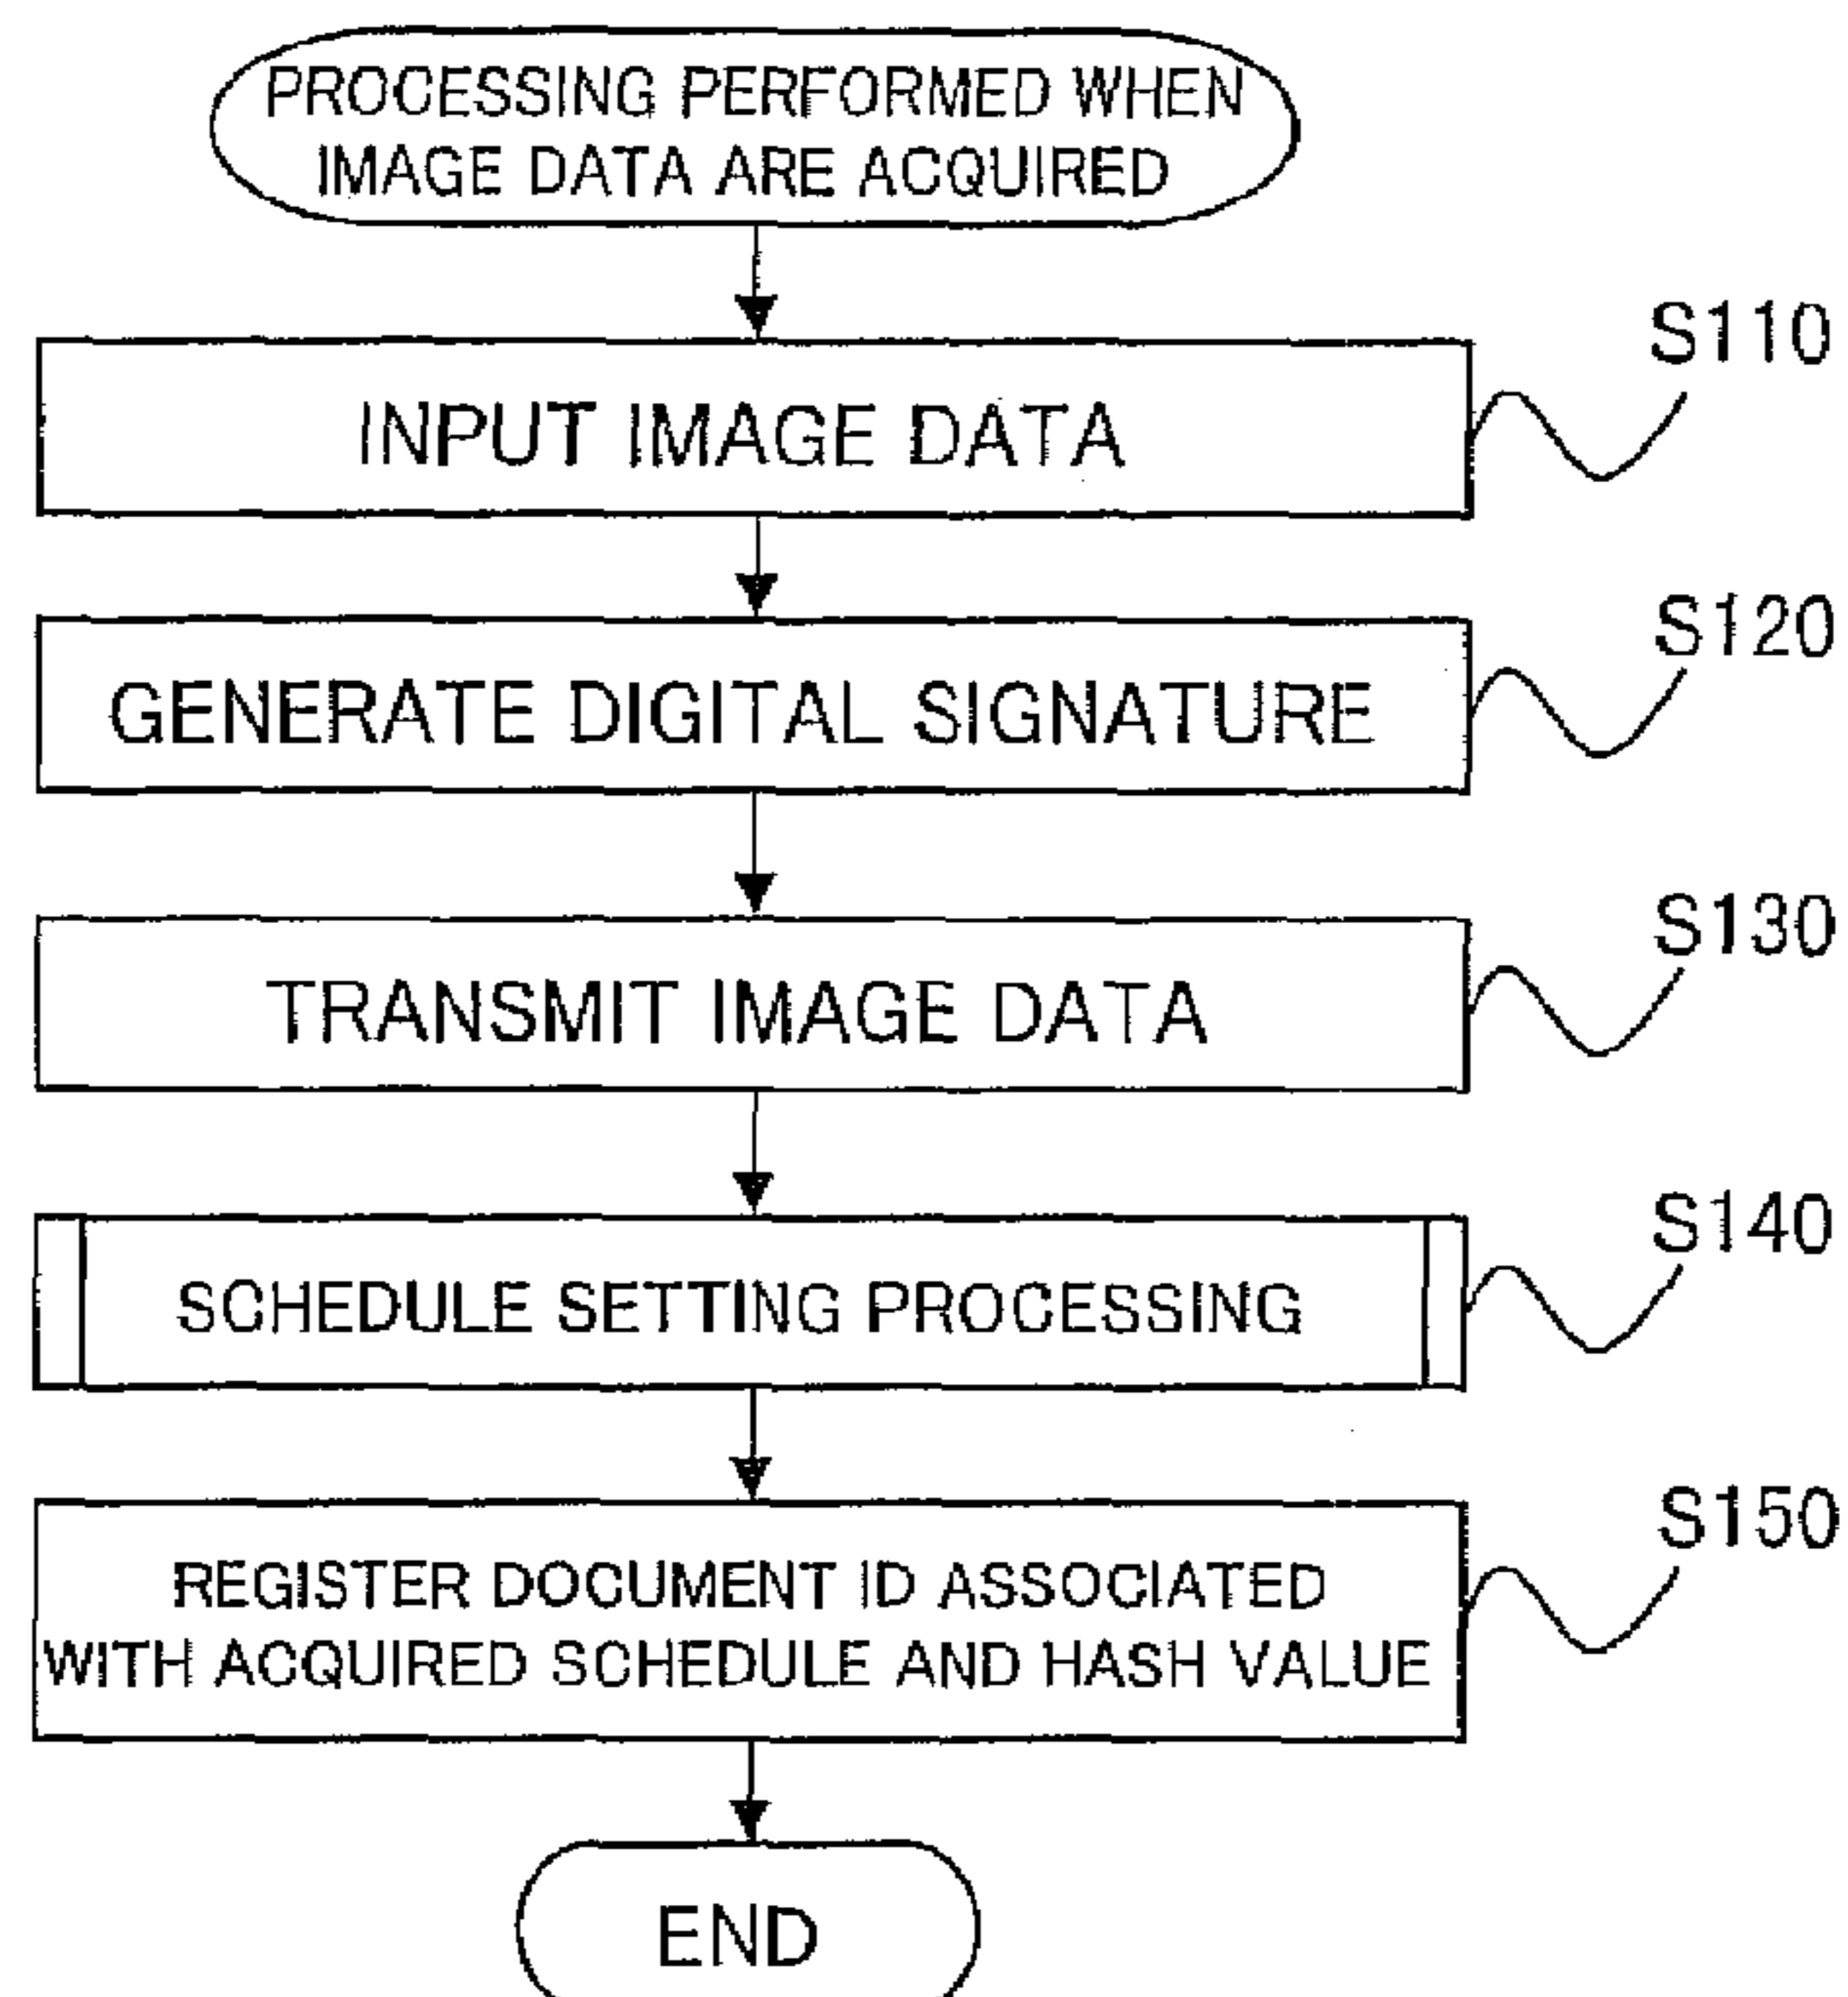 PROCESSING PERFORMED WHEN
IMAGE DATA ARE ACQUIRED
S110
INPUT IMAGE DATA
S120
GENERATE DIGITAL SIGNATURE
S130
TRANSMIT IMAGE DATA
S140
SCHEDULE SETTING PROCESSING
S150
REGISTER DOCUMENT ID ASSOCIATED
WITH ACQUIRED SCHEDULE AND HASH VALUE
END